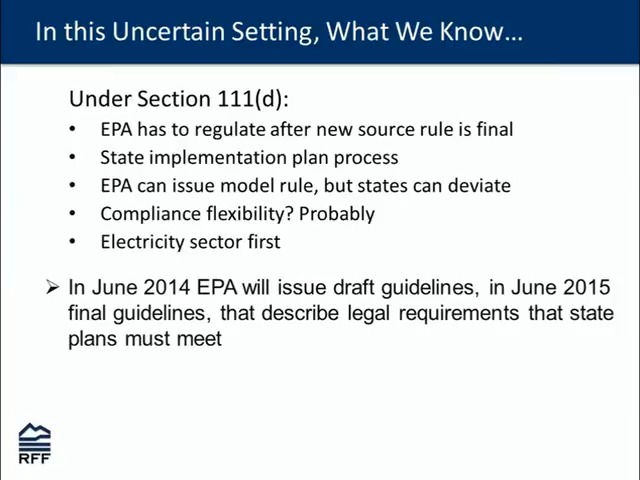 In this Uncertain Setting, What We Know…
Under Section 111(d):
• EPA has to regulate after new source rule is final
• State implementation plan process
• EPA can issue model rule, but states can deviate
• Compliance flexibility? Probably
• Electricity sector first
➢ In June 2014 EPA will issue draft guidelines, in June 2015
final guidelines, that describe legal requirements that state
plans must meet
RFF